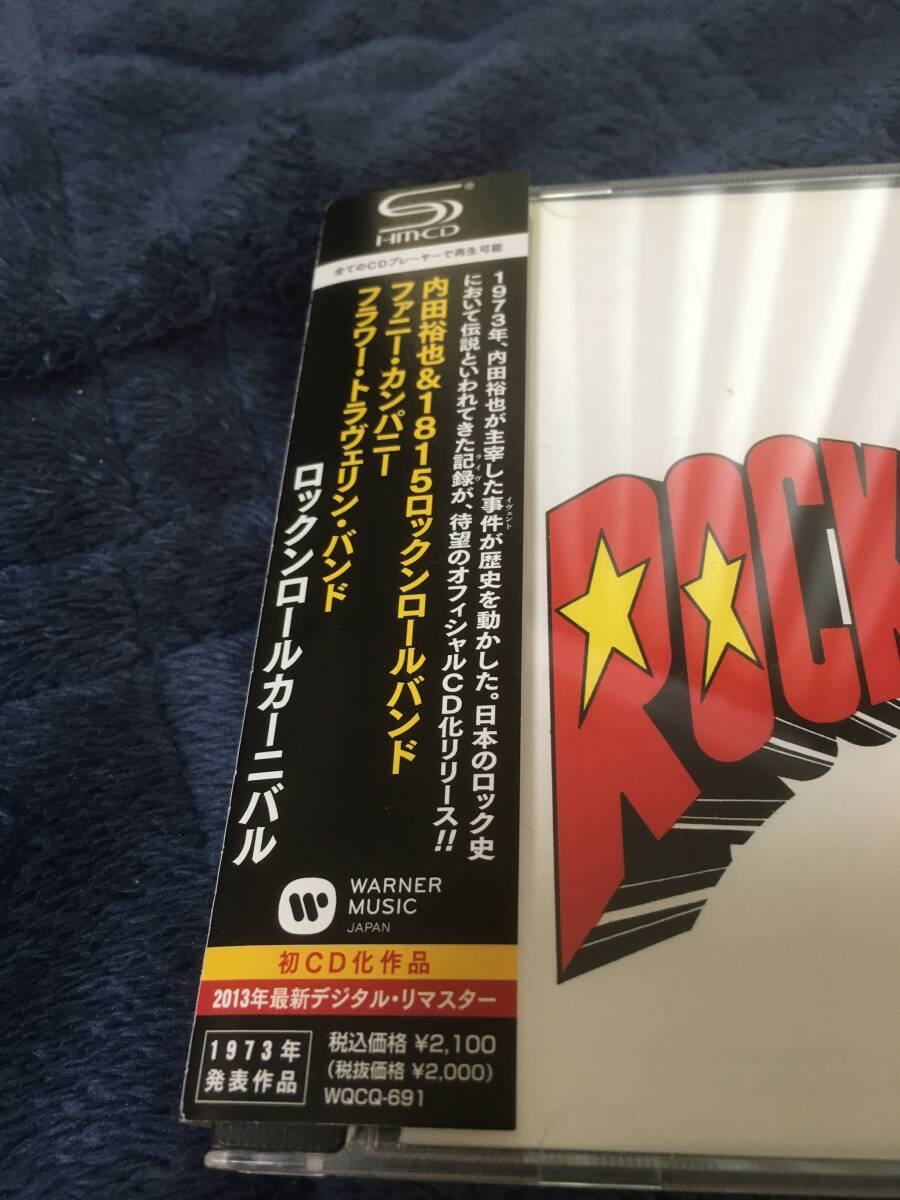 HM-CD
全てのCDプレーヤーで再生可能
1973年、内田裕也が主宰した事件が歴史を動かした。日本のロック史
イヴェント
において伝説といわれてきた記録が、待望のオフィシャルCD化リリース!!
ライヴ
内田裕也&1815ロックンロールバンド
ファニー・カンパニー
フラワー・トラヴェリン・バンド
ロックンロールカーニバル
WARNER
MUSIC
JAPAN
初CD化作品
2013年最新デジタル・リマスター
1973年
発表作品
税込価格 ¥2,100
(税抜価格 ¥2,000)
WQCQ-691
ROCK